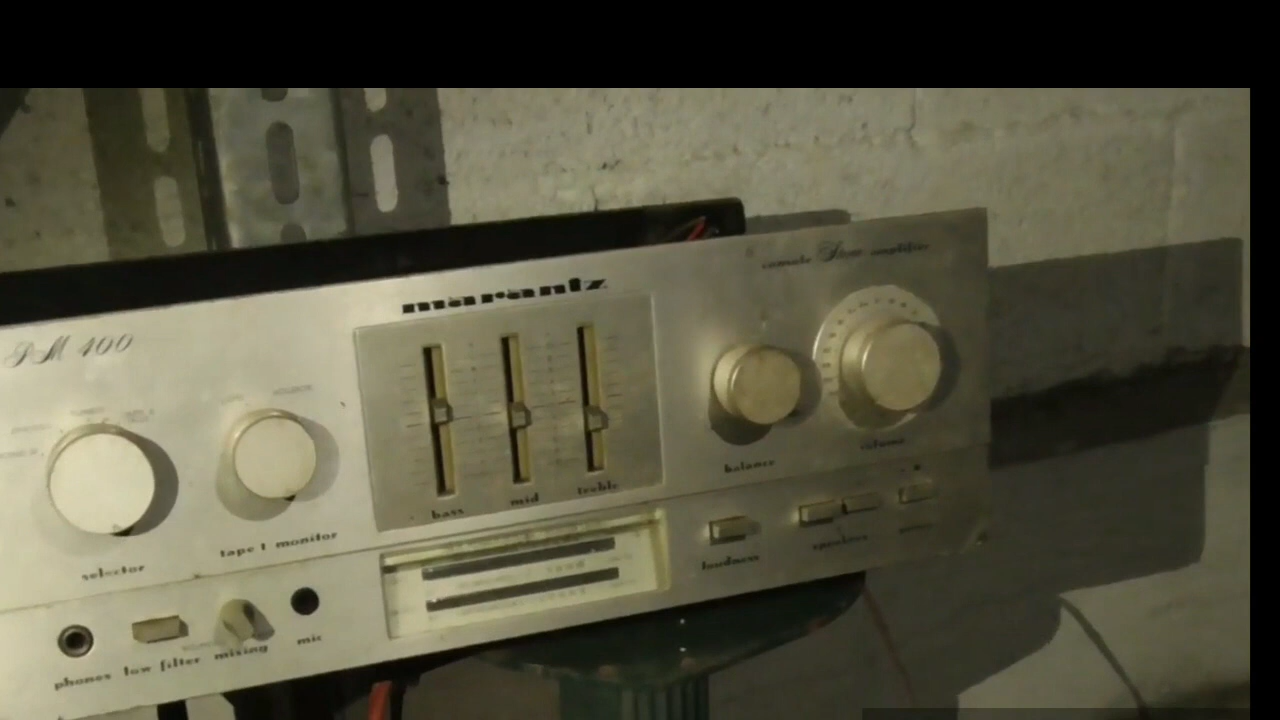 marantz
PM 400
console Stereo amplifier
bass
mid
treble
balance
volume
selector
tape 1 monitor
loudness
speakers
phones
low filter
mixing
mic